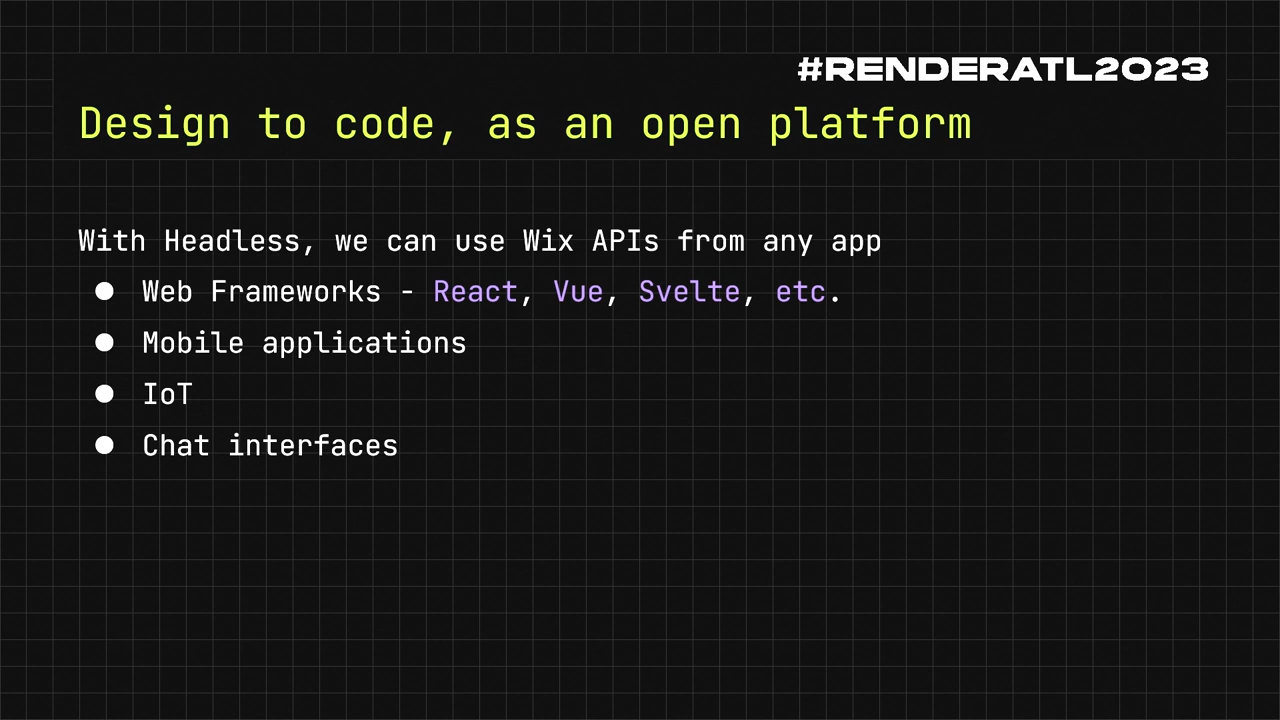 #RENDERATL2023
Design to code, as an open platform
With Headless, we can use Wix APIs from any app
● Web Frameworks - React, Vue, Svelte, etc.
● Mobile applications
● IoT
● Chat interfaces